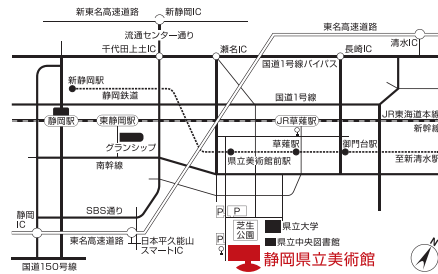 新東名高速道路
新静岡IC
東名高速道路
流通センター通り
清水IC
千代田上土IC
瀬名IC
長崎IC
国道1号線バイパス
新静岡駅
静岡鉄道
国道1号線
JR東海道本線
静岡駅
東静岡駅
JR草薙駅
新幹線
グランシップ
草薙駅
御門台駅
南幹線
県立美術館前駅
至新清水駅
SBS通り
P
P
静岡
IC
芝生
公園
県立大学
P
県立中央図書館
東名高速道路
日本平久能山
スマートIC
静岡県立美術館
国道150号線
N